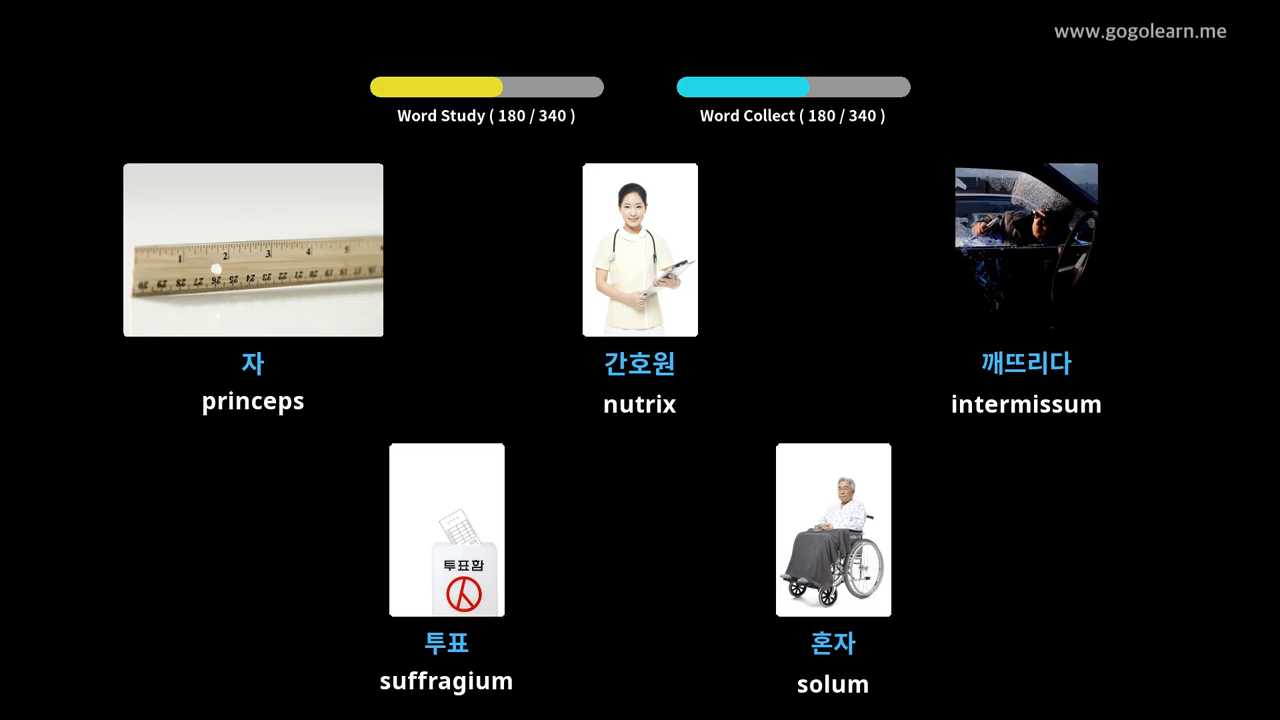 www.gogolearn.me
Word Study ( 180 / 340 )
Word Collect ( 180 / 340 )
자
princeps
간호원
nutrix
깨뜨리다
intermissum
투표함
투표
suffragium
혼자
solum